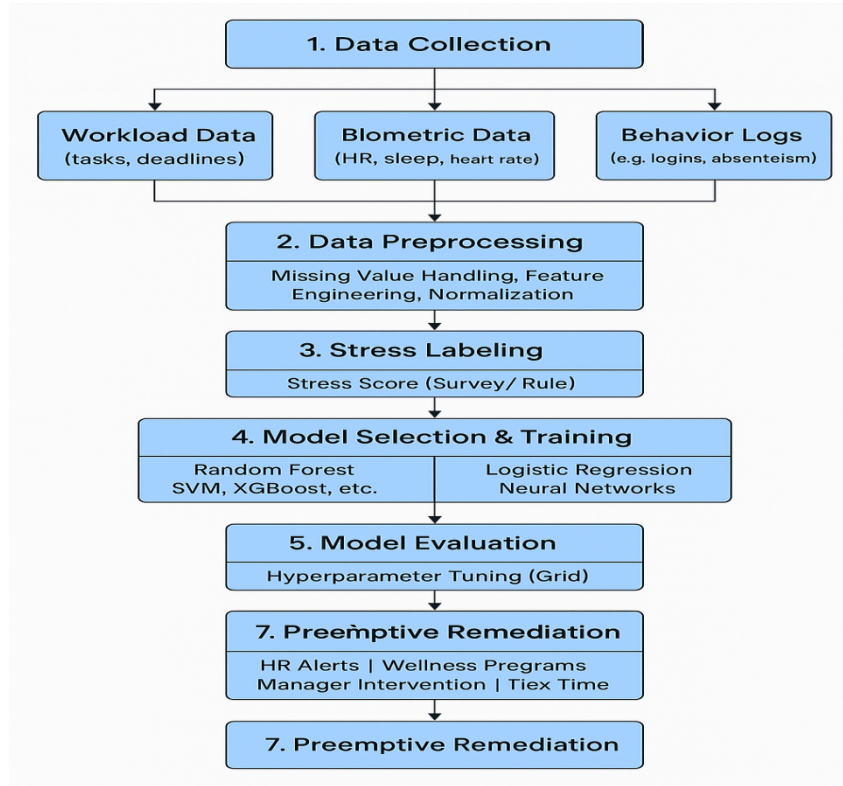 1. Data Collection
Workload Data
(tasks, deadlines)
Blometric Data
(HR, sleep, heart rate)
Behavior Logs
(e.g. logins, absenteism)
2. Data Preprocessing
Missing Value Handling, Feature
Engineering, Normalization
3. Stress Labeling
Stress Score (Survey/ Rule)
4. Model Selection & Training
Random Forest
SVM, XGBoost, etc.
Logistic Regression
Neural Networks
5. Model Evaluation
Hyperparameter Tuning (Grid)
7. Preem̀ptive Remediation
HR Alerts | Wellness Pregrams
Manager Intervention | Tiex Time
7. Preemptive Remediation